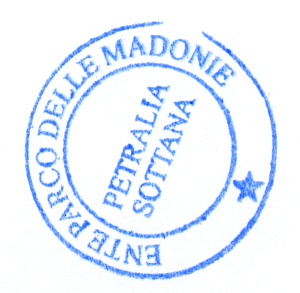 ENTE PARCO DELLE MADONIE
PETRALIA
SOTTANA